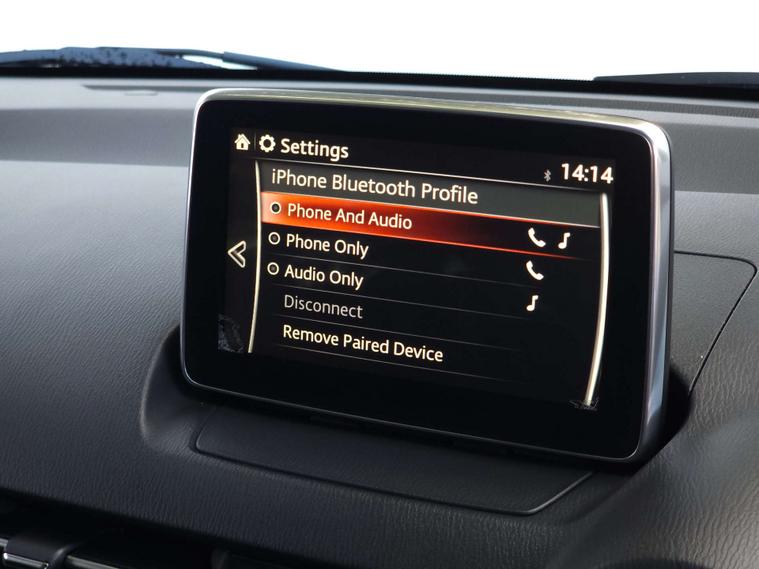 Settings
14:14
iPhone Bluetooth Profile
Phone And Audio
Phone Only
Audio Only
Disconnect
Remove Paired Device